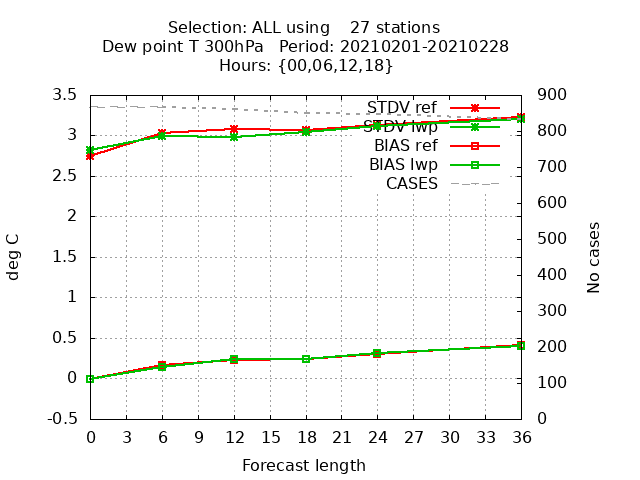 Selection: ALL using 27 stations
Dew point T 300hPa Period: 20210201-20210228
Hours: {00,06,12,18}
3.5
3
2.5
2
1.5
1
0.5
0
-0.5
deg C
STDV ref
STDV lwp
BIAS ref
BIAS lwp
CASES
900
800
700
600
500
400
300
200
100
0
No cases
0 3 6 9 12 15 18 21 24 27 30 33 36
Forecast length